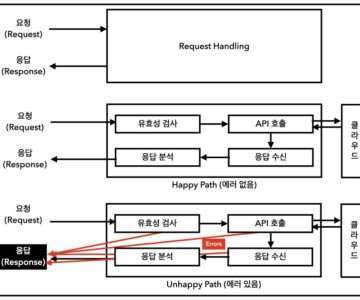 요청
(Request)
Request Handling
응답
(Response)
요청
(Request)
유효성 검사
API 호출
클라우드
응답
(Response)
응답 분석
응답 수신
Happy Path (에러 없음)
요청
(Request)
유효성 검사
API 호출
클라우드
Errors
응답
(Response)
응답 분석
응답 수신
Unhappy Path (에러 있음)